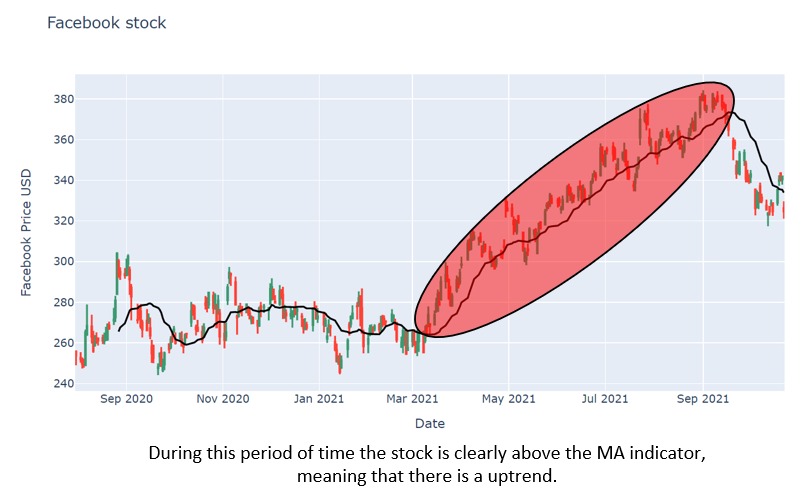 Facebook stock
Facebook Price USD
380
360
340
320
300
280
260
240
Sep 2020
Nov 2020
Jan 2021
Mar 2021
May 2021
Jul 2021
Sep 2021
Date
During this period of time the stock is clearly above the MA indicator,
meaning that there is a uptrend.